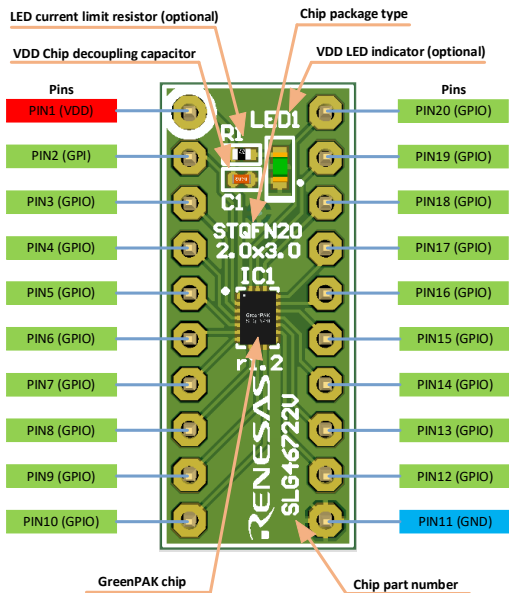 LED current limit resistor (optional)
Chip package type
VDD Chip decoupling capacitor
VDD LED indicator (optional)
Pins
Pins
PIN1 (VDD)
PIN20 (GPIO)
PIN2 (GPI)
PIN19 (GPIO)
PIN3 (GPIO)
PIN18 (GPIO)
PIN4 (GPIO)
PIN17 (GPIO)
PIN5 (GPIO)
PIN16 (GPIO)
PIN6 (GPIO)
PIN15 (GPIO)
PIN7 (GPIO)
PIN14 (GPIO)
PIN8 (GPIO)
PIN13 (GPIO)
PIN9 (GPIO)
PIN12 (GPIO)
PIN10 (GPIO)
PIN11 (GND)
LED1
R1
C1
STQFN20
2.0x3.0
IC1
GreenPAK
r1.2
RENESAS
SLG46722V
GreenPAK chip
Chip part number